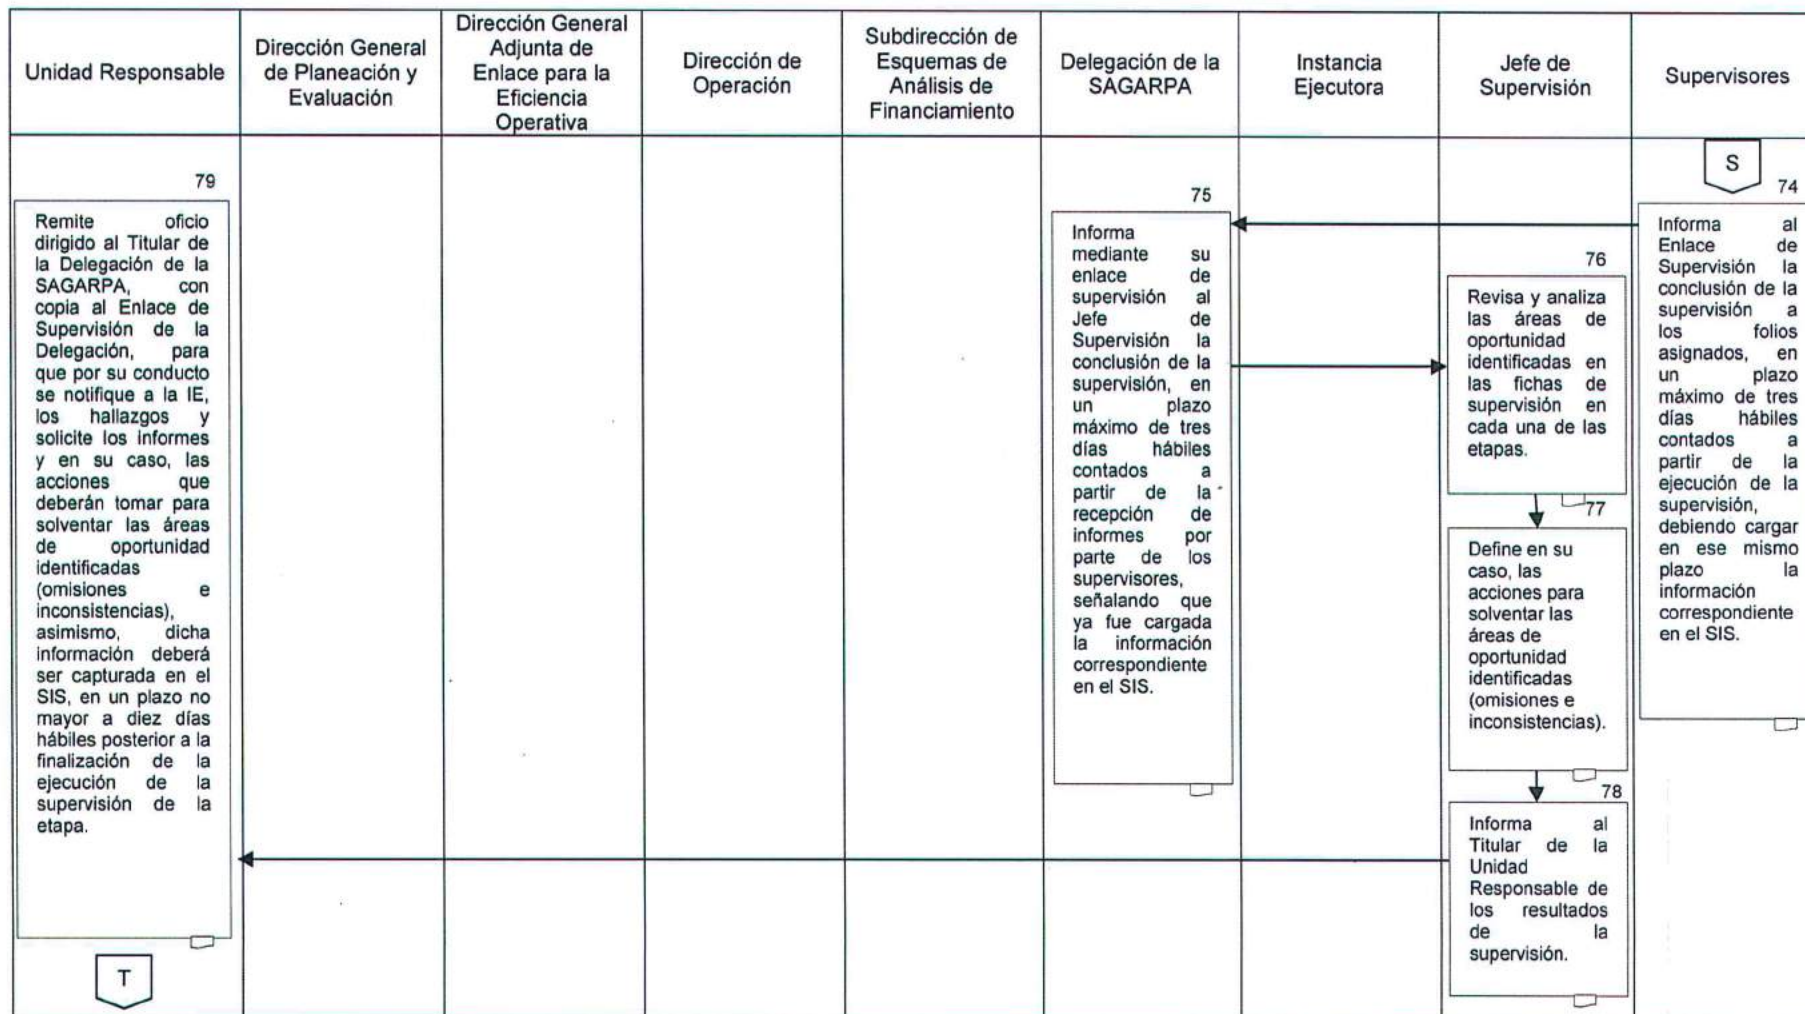 Unidad Responsable
Dirección General
de Planeación y
Evaluación
Dirección General
Adjunta de
Enlace para la
Eficiencia
Operativa
Dirección de
Operación
Subdirección de
Esquemas de
Análisis de
Financiamiento
Delegación de la
SAGARPA
Instancia
Ejecutora
Jefe de
Supervisión
Supervisores
S
74
Informa al
Enlace de
Supervisión la
conclusión de la
supervisión a
los folios
asignados, en
un plazo
máximo de tres
días hábiles
contados a
partir de la
ejecución de la
supervisión,
debiendo cargar
en ese mismo
plazo la
información
correspondiente
en el SIS.
75
Informa
mediante su
enlace de
supervisión al
Jefe de
Supervisión la
conclusión de la
supervisión, en
un plazo
máximo de tres
días hábiles
contados a
partir de la
recepción de
informes por
parte de los
supervisores,
señalando que
ya fue cargada
la información
correspondiente
en el SIS.
76
Revisa y analiza
las áreas de
oportunidad
identificadas en
las fichas de
supervisión en
cada una de las
etapas.
77
Define en su
caso, las
acciones para
solventar las
áreas de
oportunidad
identificadas
(omisiones e
inconsistencias).
78
Informa al
Titular de la
Unidad
Responsable de
los resultados
de la
supervisión.
79
Remite oficio
dirigido al Titular de
la Delegación de la
SAGARPA, con
copia al Enlace de
Supervisión de la
Delegación, para
que por su conducto
se notifique a la IE,
los hallazgos y
solicite los informes
y en su caso, las
acciones que
deberán tomar para
solventar las áreas
de oportunidad
identificadas
(omisiones e
inconsistencias),
asimismo, dicha
información deberá
ser capturada en el
SIS, en un plazo no
mayor a diez días
hábiles posterior a la
finalización de la
ejecución de la
supervisión de la
etapa.
T